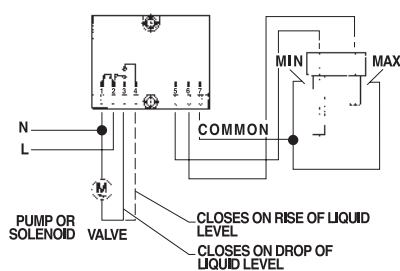 1 2 3 4 5 6 7
MIN MAX
N
COMMON
L
M
PUMP OR
SOLENOID VALVE
CLOSES ON RISE OF LIQUID
LEVEL
CLOSES ON DROP OF
LIQUID LEVEL